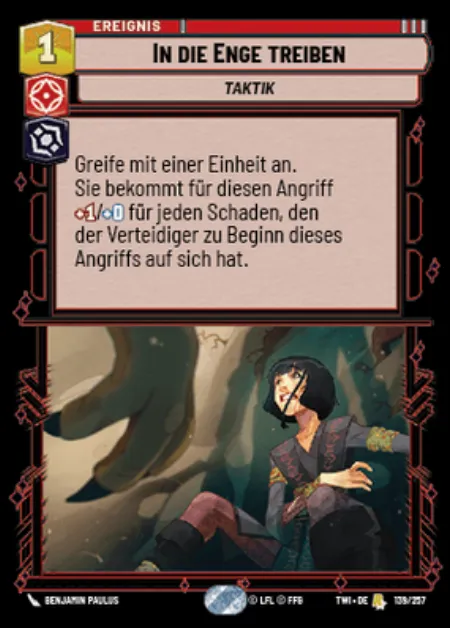 EREIGNIS
1
IN DIE ENGE TREIBEN
TAKTIK
Greife mit einer Einheit an.
Sie bekommt für diesen Angriff
+1/+0 für jeden Schaden, den
der Verteidiger zu Beginn dieses
Angriffs auf sich hat.
BENJAMIN PAULUS
© LFL © FFG
TWI • DE
139/257